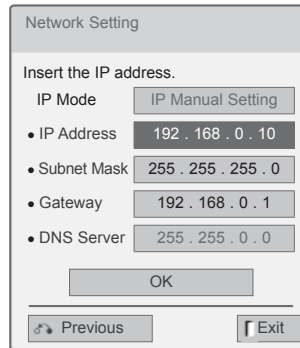 Network Setting
Insert the IP address.
IP Mode IP Manual Setting
• IP Address 192 . 168 . 0 . 10
• Subnet Mask 255 . 255 . 255 . 0
• Gateway 192 . 168 . 0 . 1
• DNS Server 255 . 255 . 0 . 0
OK
Previous Exit